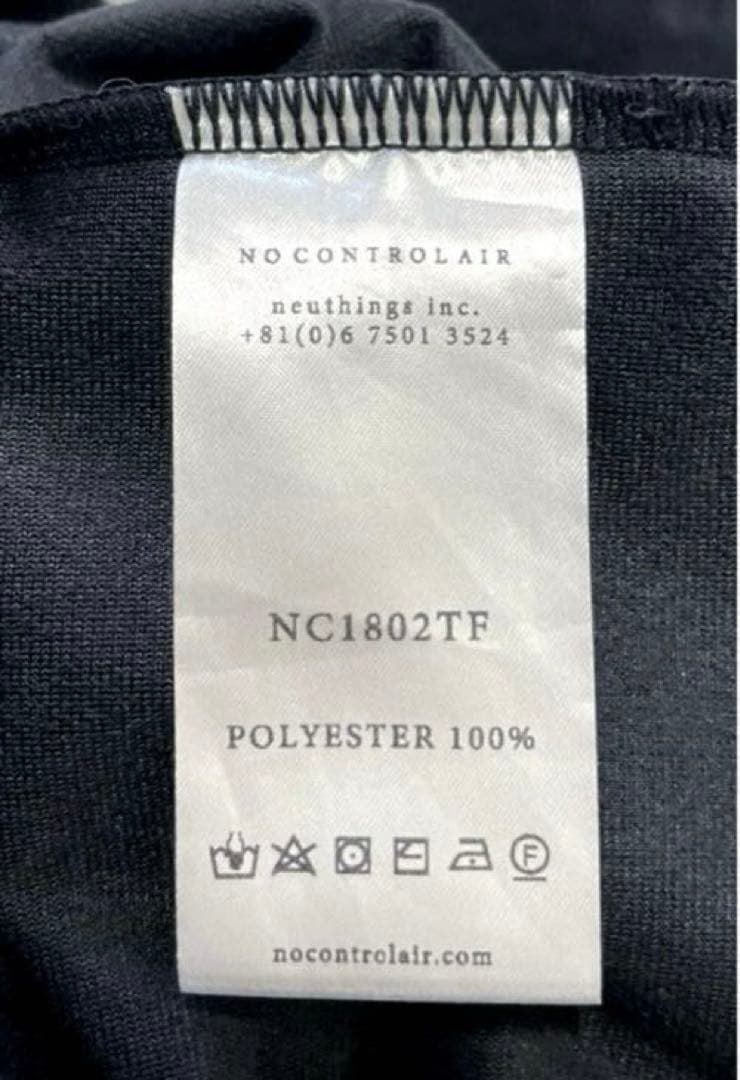 NO CONTROL AIR
neuthings inc.
+81(0)6 7501 3524
NC1802TF
POLYESTER 100%
F
nocontrolair.com